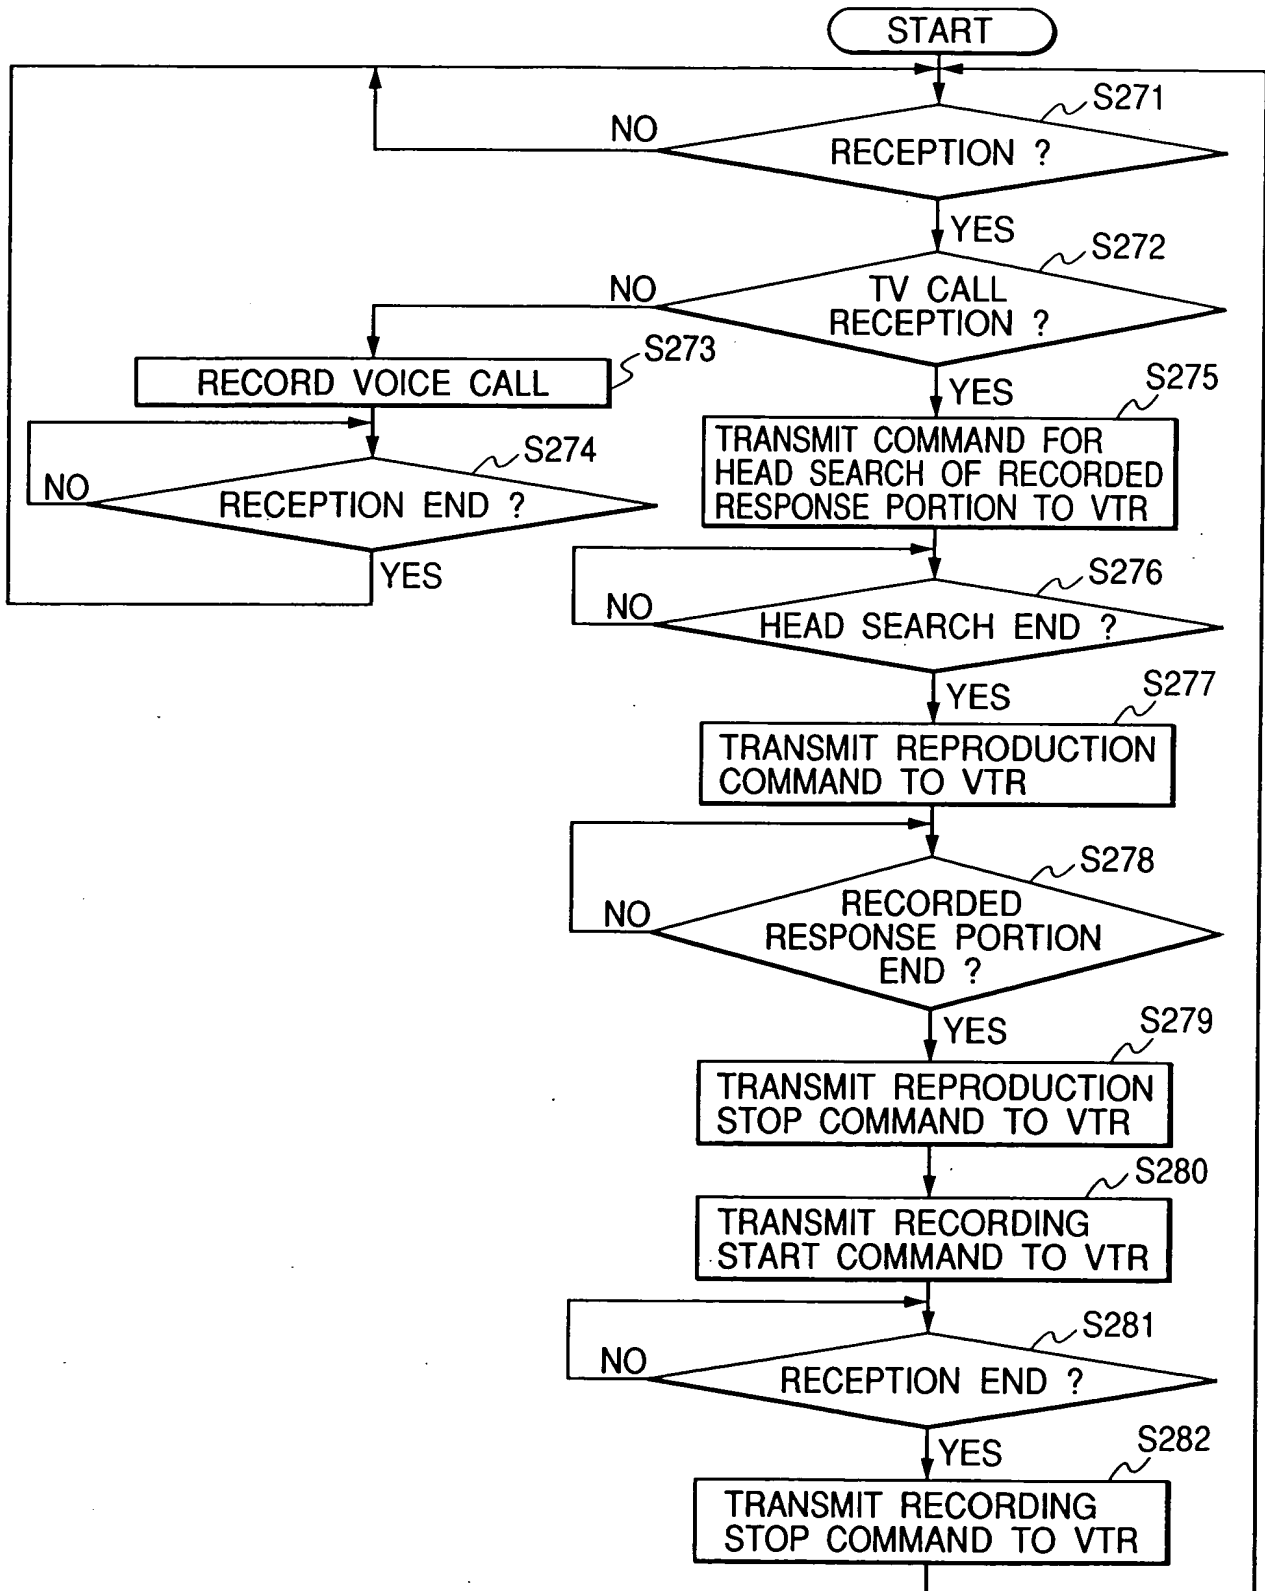 START
S271
NO
RECEPTION ?
YES
S272
NO
TV CALL
RECEPTION ?
S273
RECORD VOICE CALL
YES
S275
S274
TRANSMIT COMMAND FOR
HEAD SEARCH OF RECORDED
RESPONSE PORTION TO VTR
NO
RECEPTION END ?
YES
S276
NO
HEAD SEARCH END ?
YES
S277
TRANSMIT REPRODUCTION
COMMAND TO VTR
S278
NO
RECORDED
RESPONSE PORTION
END ?
YES
S279
TRANSMIT REPRODUCTION
STOP COMMAND TO VTR
S280
TRANSMIT RECORDING
START COMMAND TO VTR
S281
NO
RECEPTION END ?
YES
S282
TRANSMIT RECORDING
STOP COMMAND TO VTR